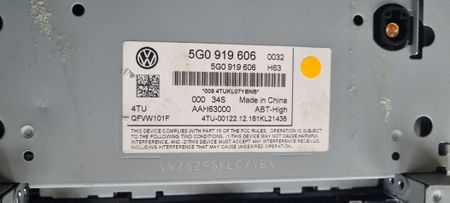 5G0 919 606 0032
5G0 919 606 H63
*009 4TUKL07YBNB*
000 34S Made in China
4TU AAH63000 ABT-High
QFVW101F 4TU-00122.12.161KL21438
THIS DEVICE COMPLIES WITH PART 15 OF THE FCC RULES. OPERATION
IS SUBJECT TO THE FOLLOWING TWO CONDITIONS: (1) THIS DEVICE MAY
NOT CAUSE HARMFUL INTERFERENCE, AND (2) THIS DEVICE MUST
ACCEPT ANY INTERFERENCE RECEIVED, INCLUDING
INTERFERENCE THAT MAY CAUSE UNDESIRED OPERATION.